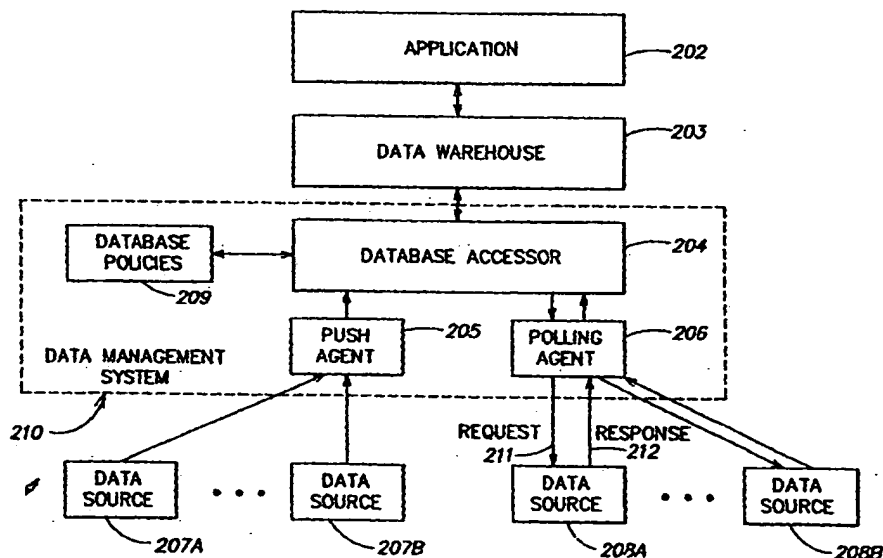 APPLICATION
202
DATA WAREHOUSE
203
DATABASE
POLICIES
209
DATABASE ACCESSOR
204
PUSH
AGENT
205
POLLING
AGENT
206
DATA MANAGEMENT
SYSTEM
210
REQUEST
211
RESPONSE
212
DATA
SOURCE
207A
DATA
SOURCE
207B
DATA
SOURCE
208A
DATA
SOURCE
208B